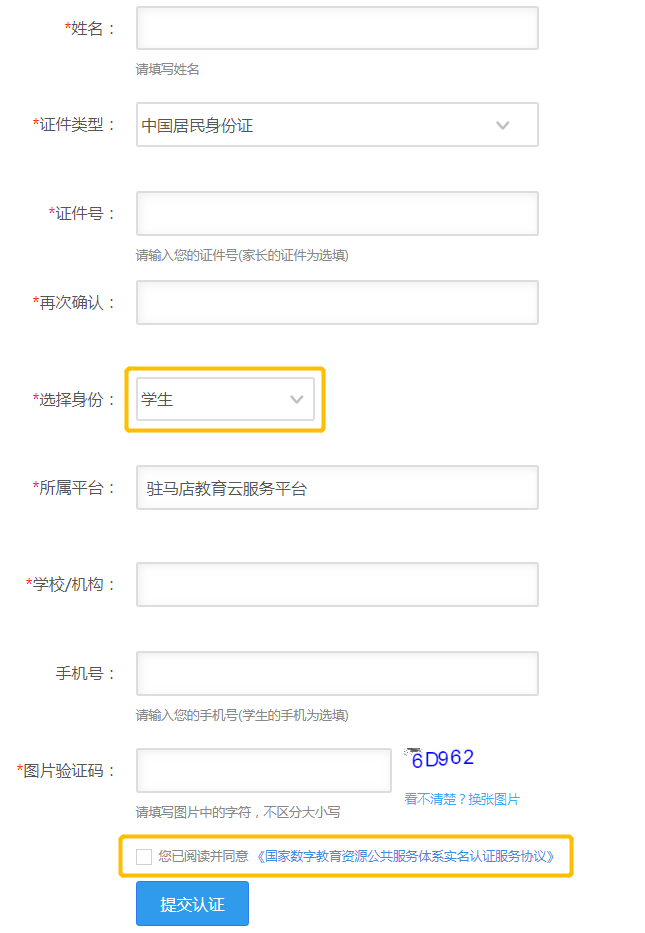 *姓名：
请填写姓名
*证件类型： 中国居民身份证
*证件号：
请输入您的证件号(家长的证件为选填)
*再次确认：
*选择身份： 学生
*所属平台： 驻马店教育云服务平台
*学校/机构：
手机号：
请输入您的手机号(学生的手机为选填)
*图片验证码： 6D962
看不清楚？换张图片
请填写图片中的字符，不区分大小写
您已阅读并同意 《国家数字教育资源公共服务体系实名认证服务协议》
提交认证